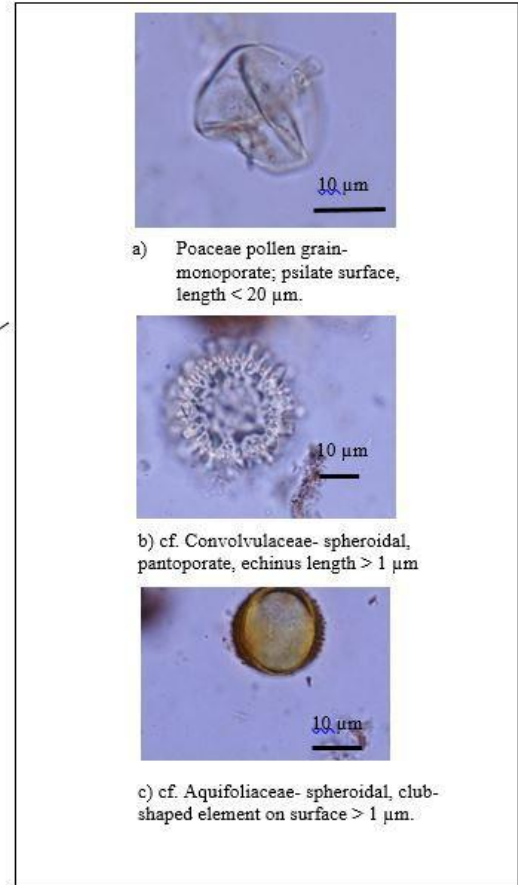 10 µm
a) Poaceae pollen grain-
monoporate; psilate surface,
length < 20 µm.
10 µm
b) cf. Convolvulaceae- spheroidal,
pantoporate, echinus length > 1 µm
10 µm
c) cf. Aquifoliaceae- spheroidal, club-
shaped element on surface > 1 µm.